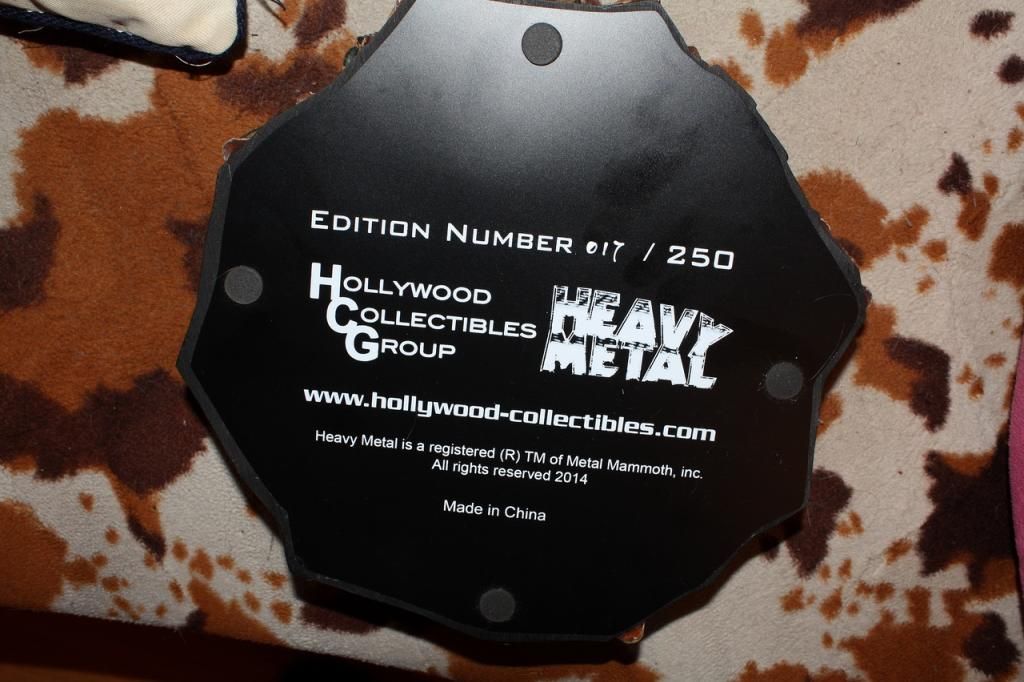 EDITION NUMBER 017 / 250
HOLLYWOOD
COLLECTIBLES
GROUP
HEAVY
METAL
www.hollywood-collectibles.com
Heavy Metal is a registered (R) TM of Metal Mammoth, inc.
All rights reserved 2014
Made in China